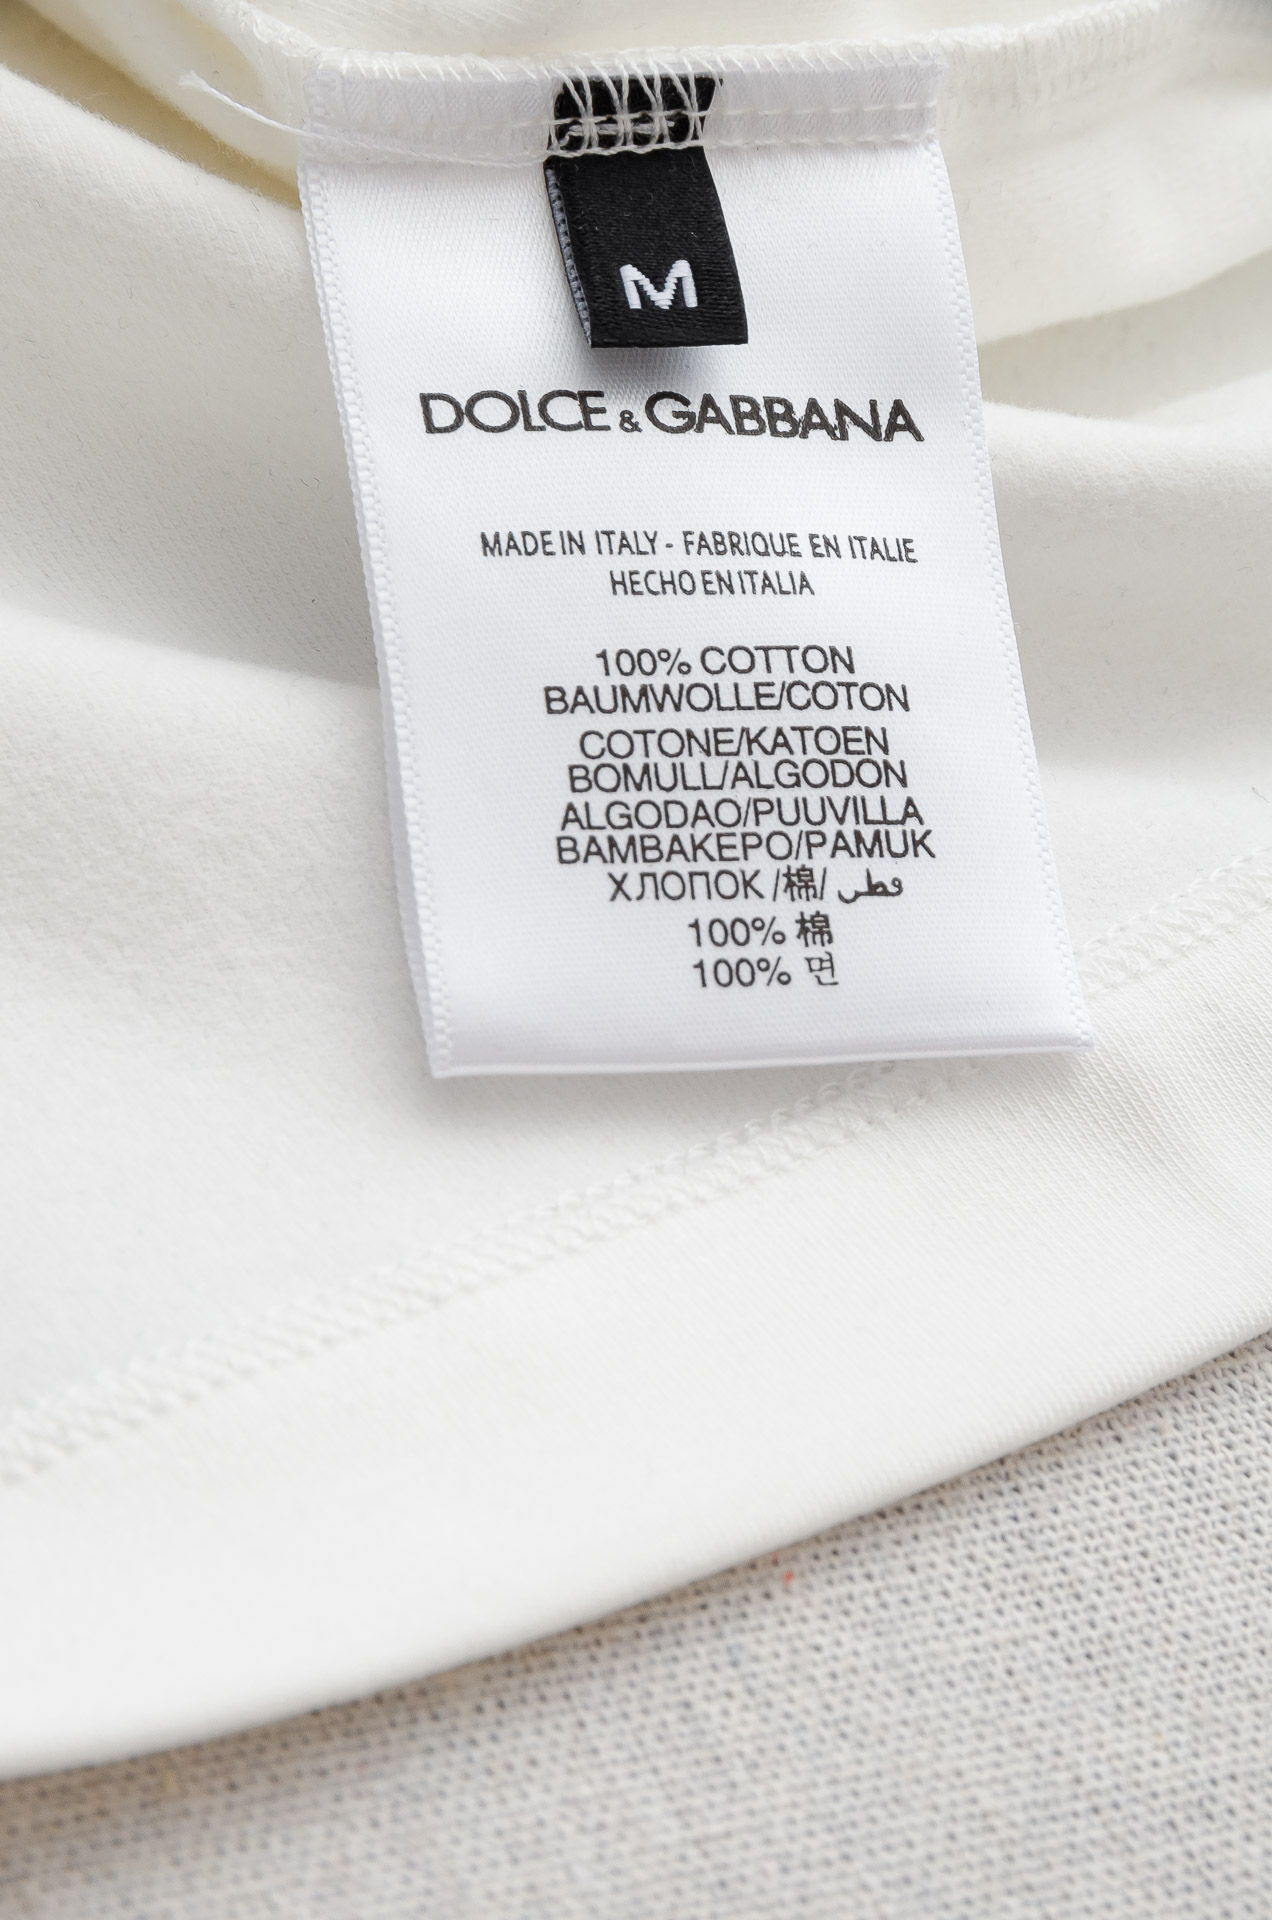 M
DOLCE & GABBANA
MADE IN ITALY - FABRIQUE EN ITALIE
HECHO EN ITALIA
100% COTTON
BAUMWOLLE/COTON
COTONE/KATOEN
BOMULL/ALGODON
ALGODAO/PUUVILLA
BAMBAKEPO/PAMUK
ХЛОПОК /棉/ قطن
100% 棉
100% 면